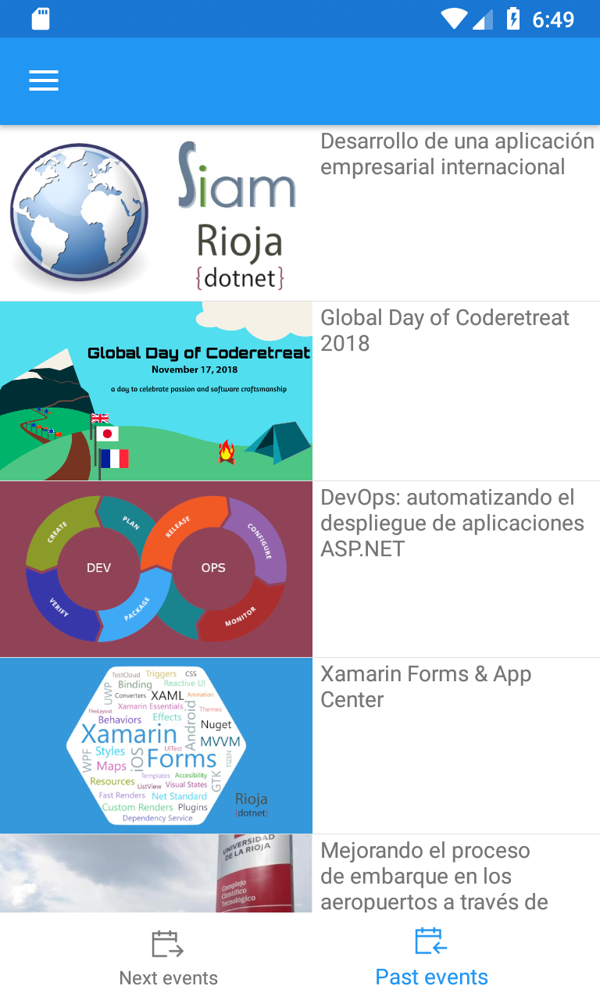 6:49
Siam
Rioja
{dotnet}
Desarrollo de una aplicación
empresarial internacional
Global Day of Coderetreat
November 17, 2018
a day to celebrate passion and software craftsmanship
Global Day of Coderetreat
2018
CREATE
PLAN
RELEASE
CONFIGURE
DEV
OPS
VERIFY
PACKAGE
MONITOR
DevOps: automatizando el
despliegue de aplicaciones
ASP.NET
TestCloud Triggers CSS
UWP Binding Reactive UI
Converters XAML Animation
FlexLayout Xamarin Essentials Themes
Behaviors Effects Android Nuget
Xamarin MVVM
WPF Styles iOS UITest TIZEN
Maps Forms
Templates Accesibility GTK
Resources ListView Visual States
Fast Renders Net Standard
Custom Renders Plugins
Dependency Service
Rioja
{dotnet}
Xamarin Forms & App
Center
UNIVERSIDAD
DE LA RIOJA
Complejo
Científico
Tecnológico
Mejorando el proceso
de embarque en los
aeropuertos a través de
Next events
Past events